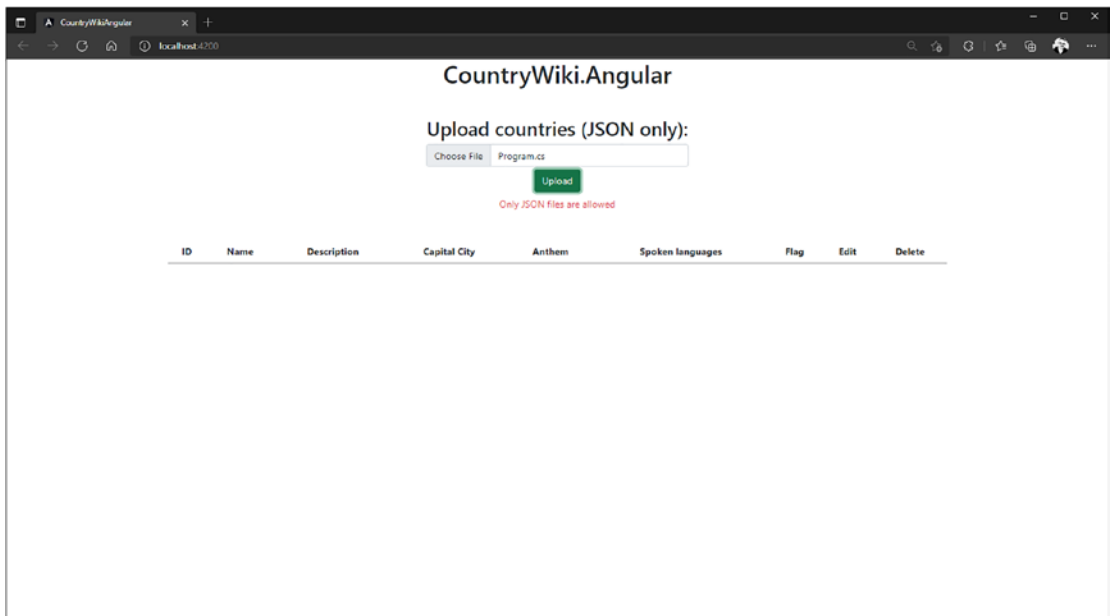 CountryWikiAngular
localhost:4200
CountryWiki.Angular
Upload countries (JSON only):
Choose File Program.cs
Upload
Only JSON files are allowed
ID Name Description Capital City Anthem Spoken languages Flag Edit Delete